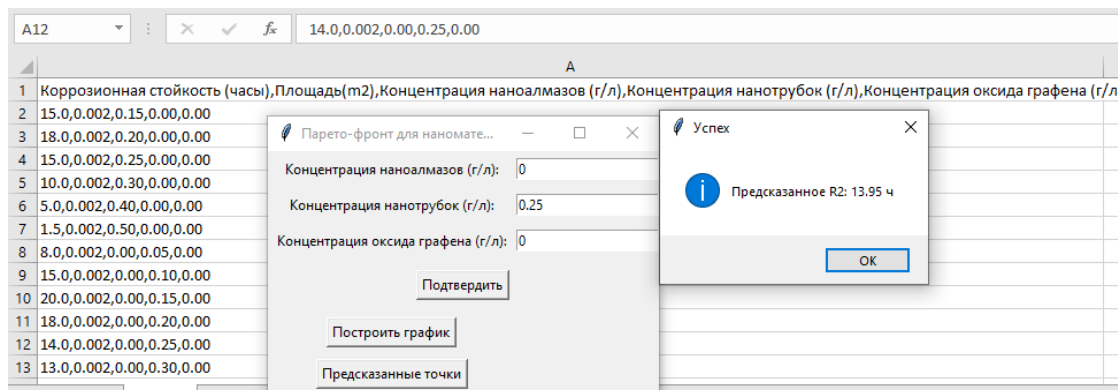 A12
fx
14.0,0.002,0.00,0.25,0.00
A
1 Коррозионная стойкость (часы),Площадь(m2),Концентрация наноалмазов (г/л),Концентрация нанотрубок (г/л),Концентрация оксида графена (г/л
2 15.0,0.002,0.15,0.00,0.00
3 18.0,0.002,0.20,0.00,0.00
4 15.0,0.002,0.25,0.00,0.00
5 10.0,0.002,0.30,0.00,0.00
6 5.0,0.002,0.40,0.00,0.00
7 1.5,0.002,0.50,0.00,0.00
8 8.0,0.002,0.00,0.05,0.00
9 15.0,0.002,0.00,0.10,0.00
10 20.0,0.002,0.00,0.15,0.00
11 18.0,0.002,0.00,0.20,0.00
12 14.0,0.002,0.00,0.25,0.00
13 13.0,0.002,0.00,0.30,0.00
Парето-фронт для наномате...
Концентрация наноалмазов (г/л): 0
Концентрация нанотрубок (г/л): 0.25
Концентрация оксида графена (г/л): 0
Подтвердить
Построить график
Предсказанные точки
Успех
Предсказанное R2: 13.95 ч
OK